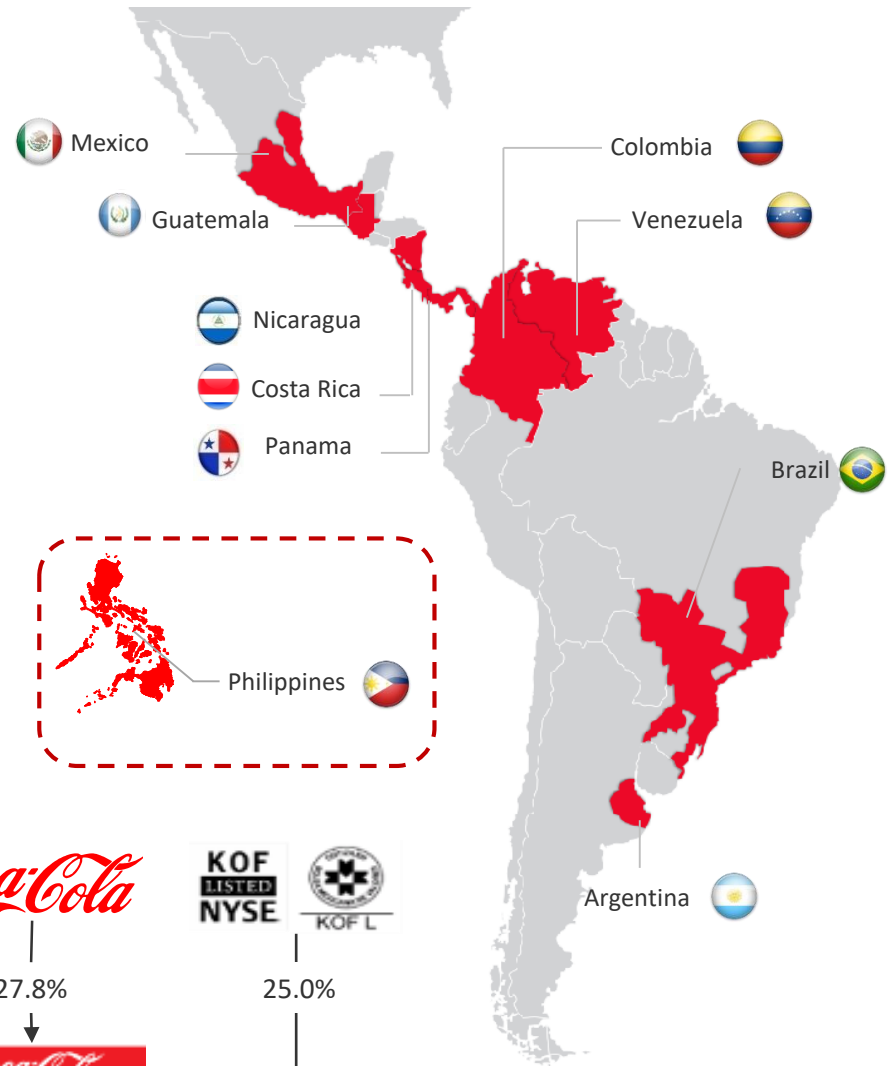 Mexico
Colombia
Guatemala
Venezuela
Nicaragua
Costa Rica
Panama
Brazil
Philippines
a-Cola
KOF
LISTED
NYSE
KOF L
Argentina
27.8%
25.0%